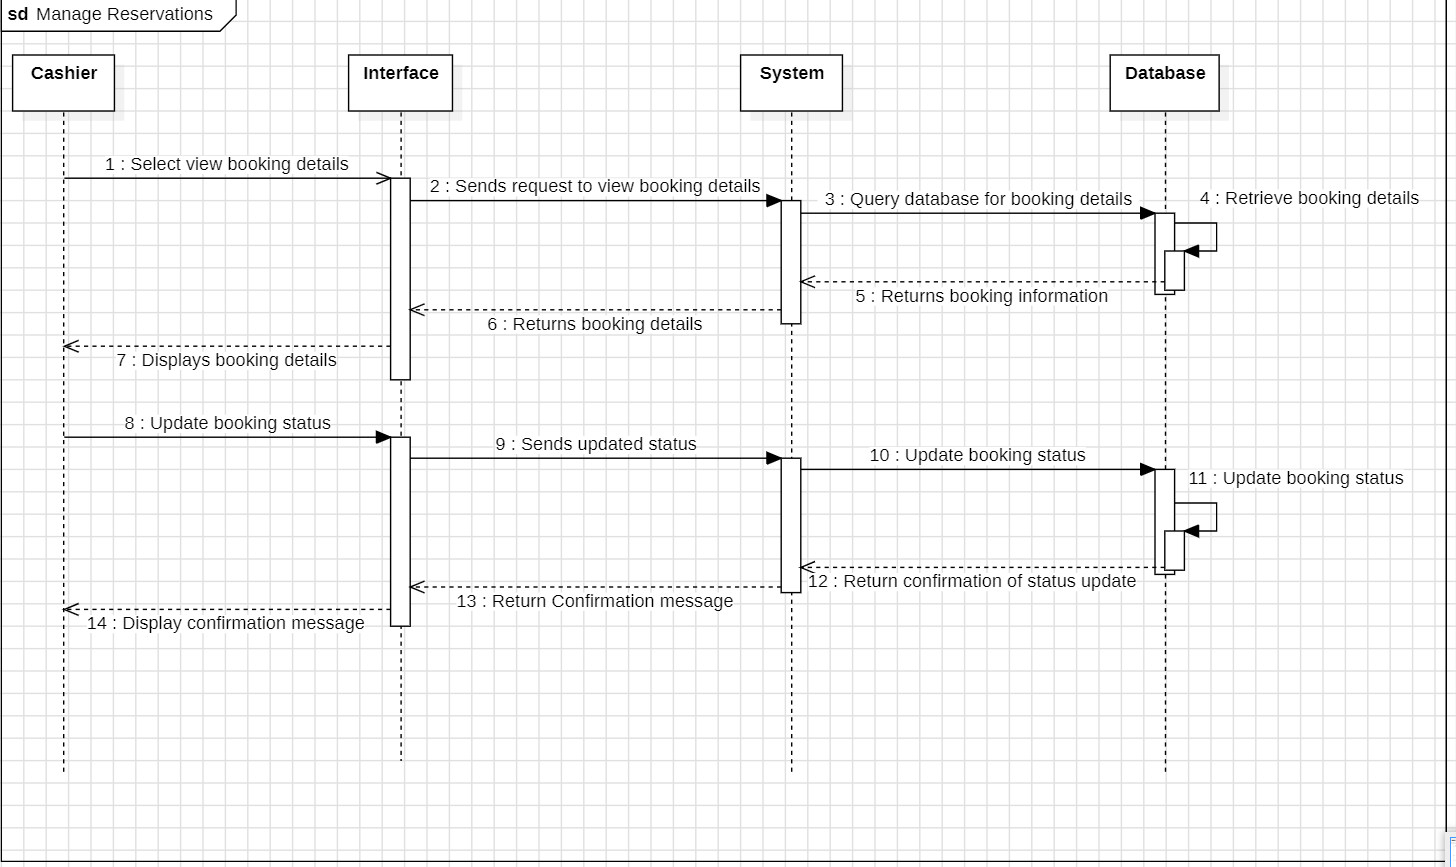 sd Manage Reservations
Cashier
Interface
System
Database
1 : Select view booking details
2 : Sends request to view booking details
3 : Query database for booking details
4 : Retrieve booking details
5 : Returns booking information
6 : Returns booking details
7 : Displays booking details
8 : Update booking status
9 : Sends updated status
10 : Update booking status
11 : Update booking status
12 : Return confirmation of status update
13 : Return Confirmation message
14 : Display confirmation message